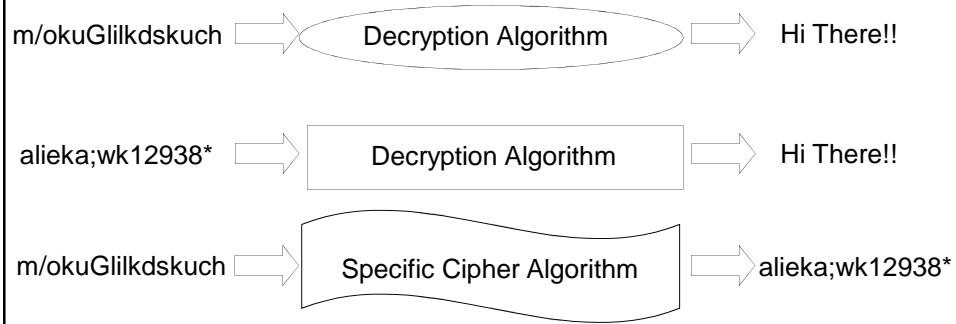 m/okuGlilkdskuch Decryption Algorithm Hi There!!
alieka;wk12938* Decryption Algorithm Hi There!!
m/okuGlilkdskuch Specific Cipher Algorithm alieka;wk12938*